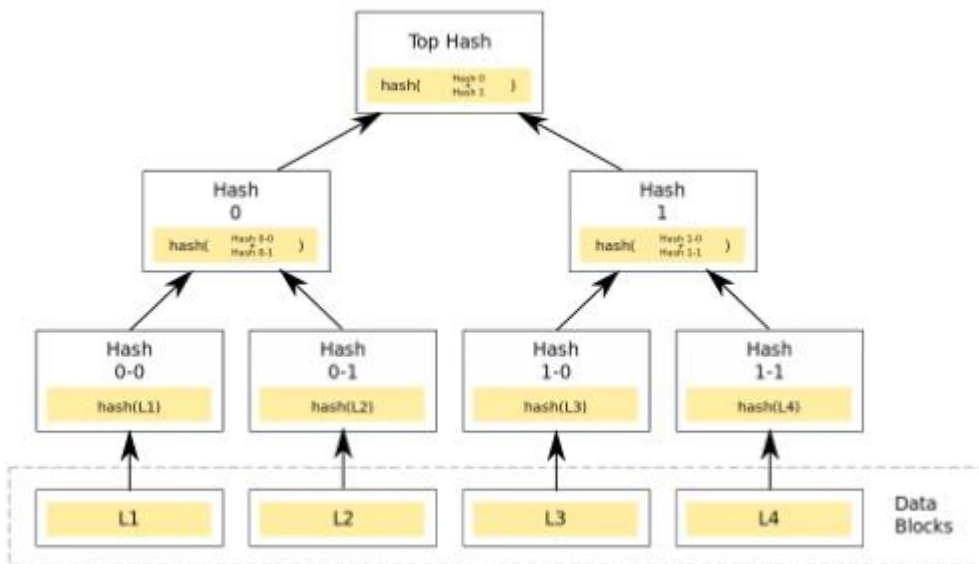 Top Hash
hash( Hash 0 + Hash 1 )
Hash
0
hash( Hash 0-0 + Hash 0-1 )
Hash
1
hash( Hash 1-0 + Hash 1-1 )
Hash
0-0
hash(L1)
Hash
0-1
hash(L2)
Hash
1-0
hash(L3)
Hash
1-1
hash(L4)
L1
L2
L3
L4
Data
Blocks